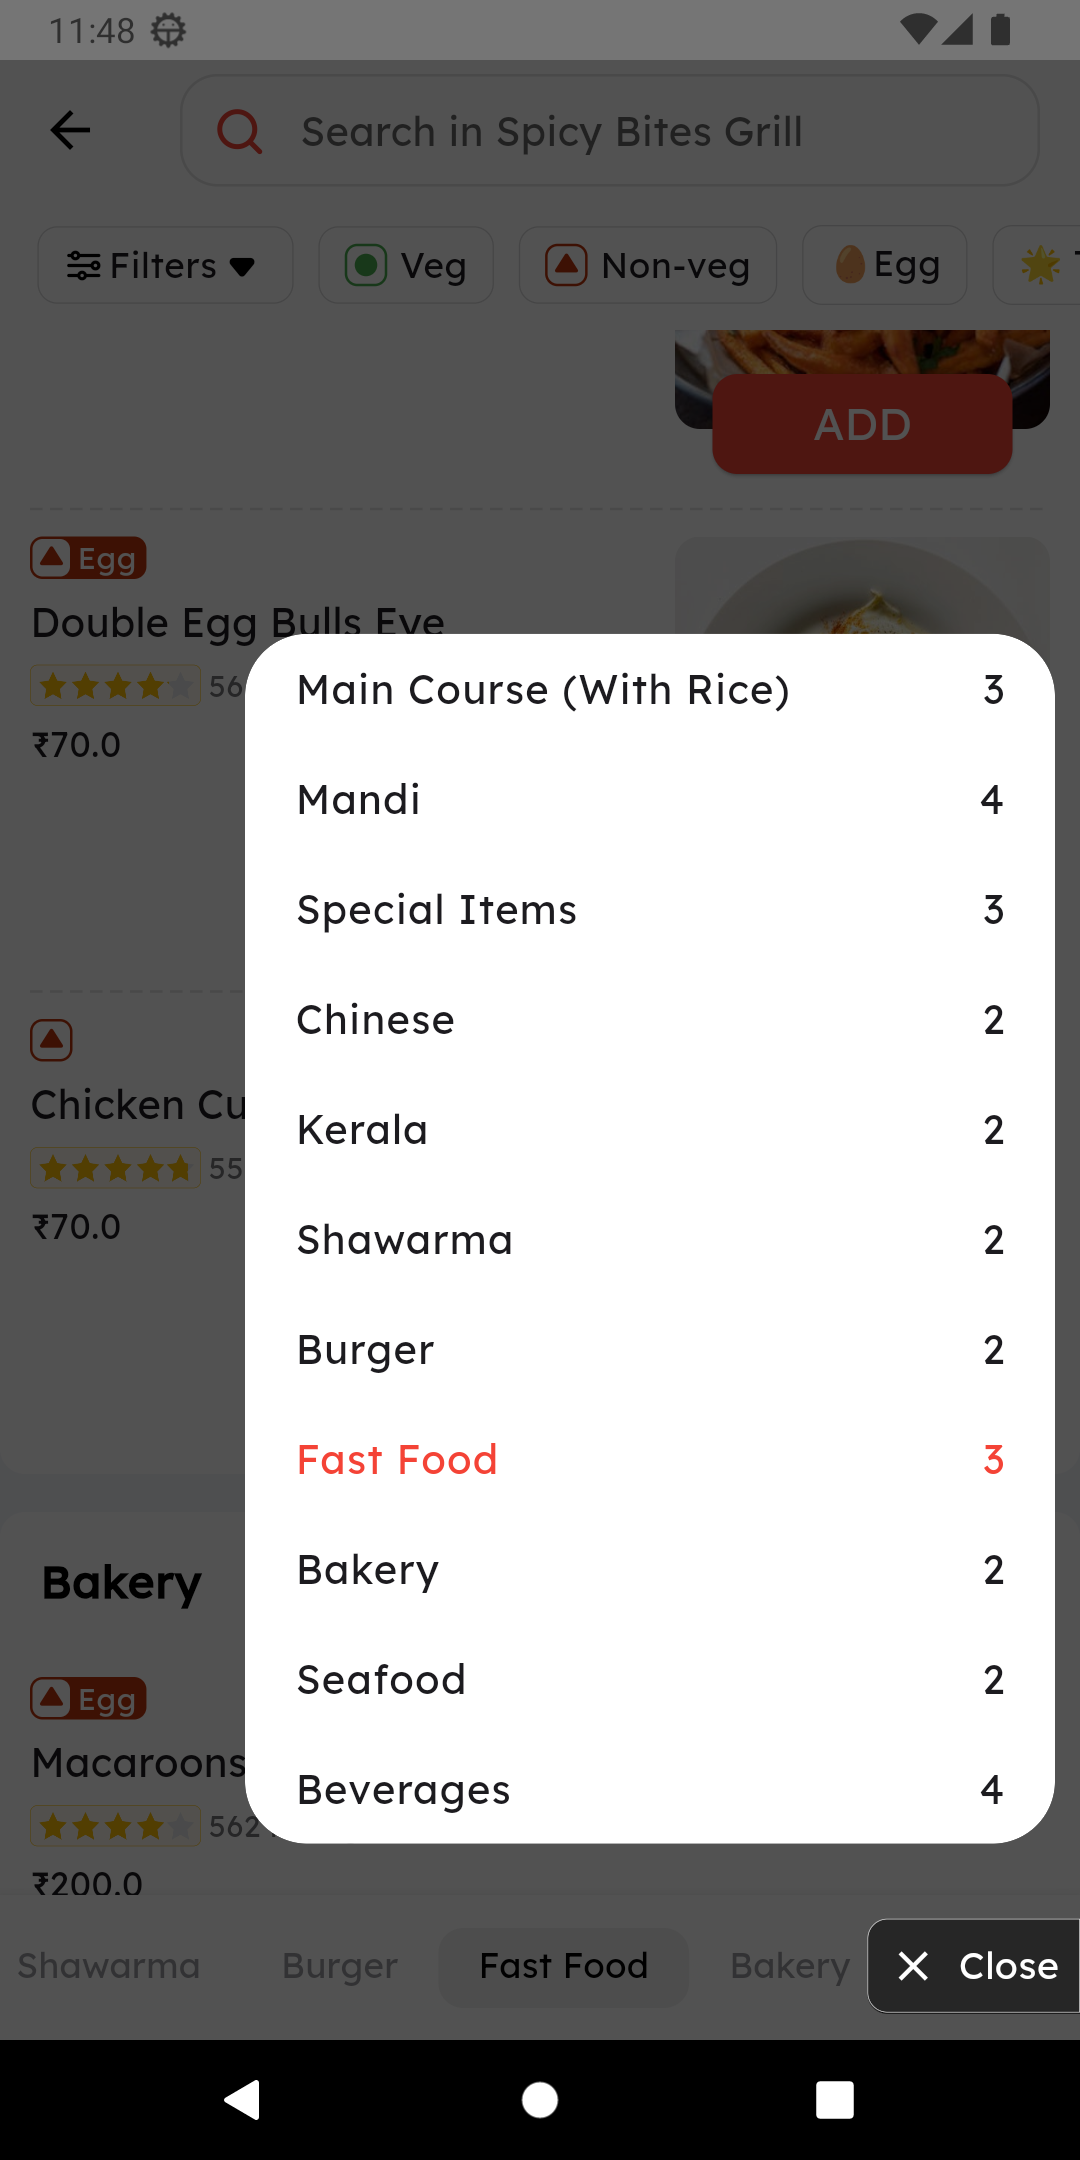 11:48
Search in Spicy Bites Grill
Filters
Veg
Non-veg
Egg
ADD
Egg
Double Egg Bulls Eye
56
₹70.0
Main Course (With Rice) 3
Mandi 4
Special Items 3
Chinese 2
Kerala 2
Shawarma 2
Burger 2
Fast Food 3
Bakery 2
Seafood 2
Beverages 4
Chicken Cu
55
₹70.0
Bakery
Egg
Macaroons
562
₹200.0
Shawarma
Burger
Fast Food
Bakery
Close